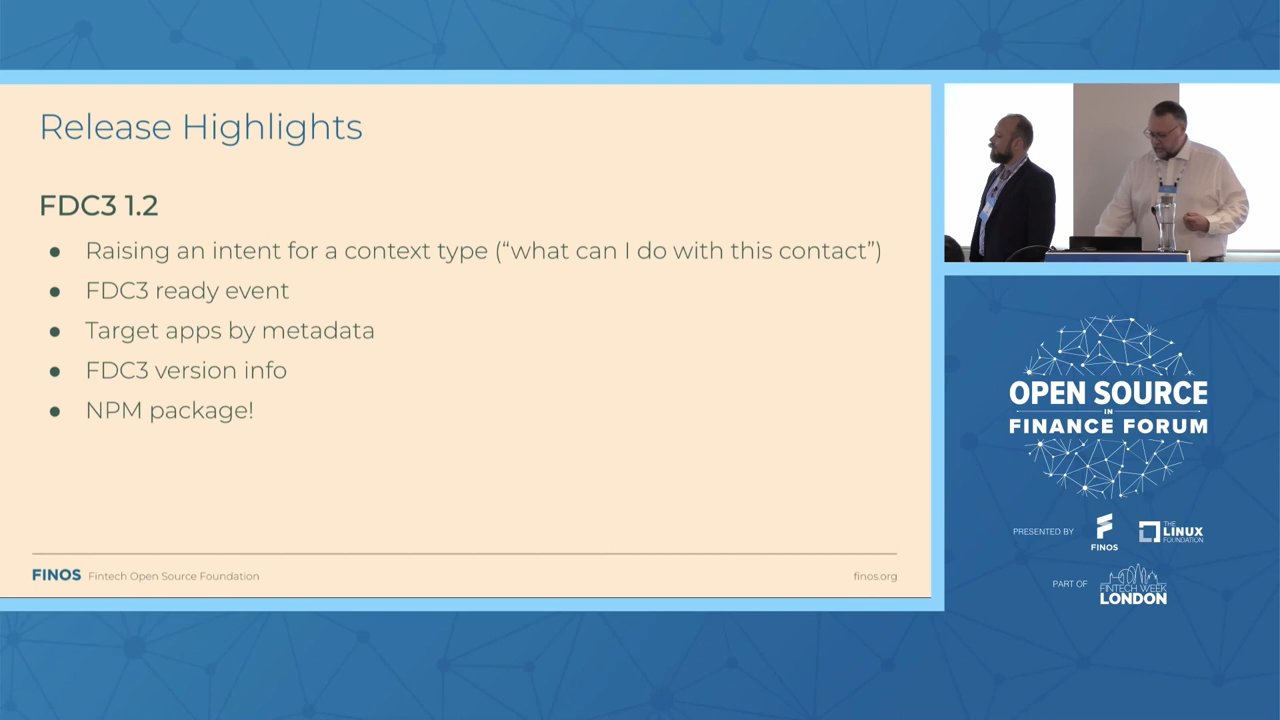 Release Highlights
FDC3 1.2
● Raising an intent for a context type (“what can I do with this contact”)
● FDC3 ready event
● Target apps by metadata
● FDC3 version info
● NPM package!
FINOS Fintech Open Source Foundation
finos.org
OPEN SOURCE
IN
FINANCE FORUM
PRESENTED BY
FINOS
THE
LINUX
FOUNDATION
PART OF
FINTECH WEEK
LONDON